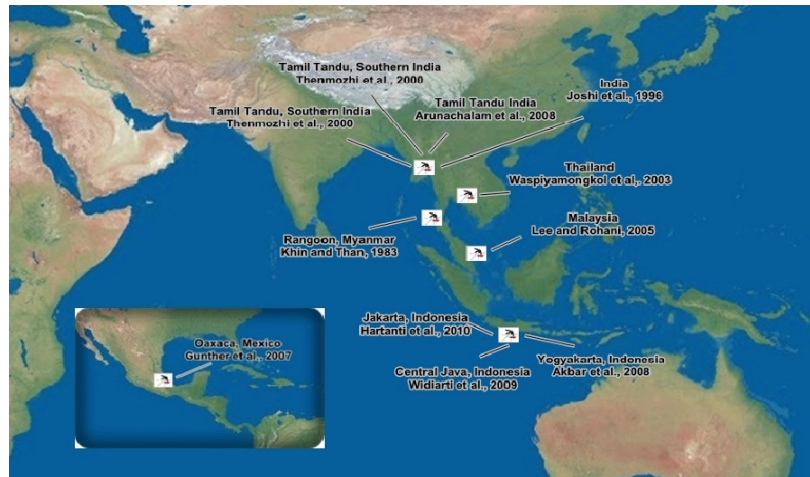 Tamil Tandu, Southern India
Thenmozhi et al., 2000
Tamil Tandu, Southern India
Thenmozhi et al., 2000
Tamil Tandu India
Arunachalam et al., 2008
India
Joshi et al., 1996
Thailand
Waspiyamongkol et al,. 2003
Malaysia
Lee and Rohani, 2005
Rangoon, Myanmar
Khin and Than, 1983
Jakarta, Indonesia
Hartanti et al., 2010
Central Java, Indonesia
Widiarti et al., 2009
Yogyakarta, Indonesia
Akbar et al., 2008
Oaxaca, Mexico
Gunther et al., 2007